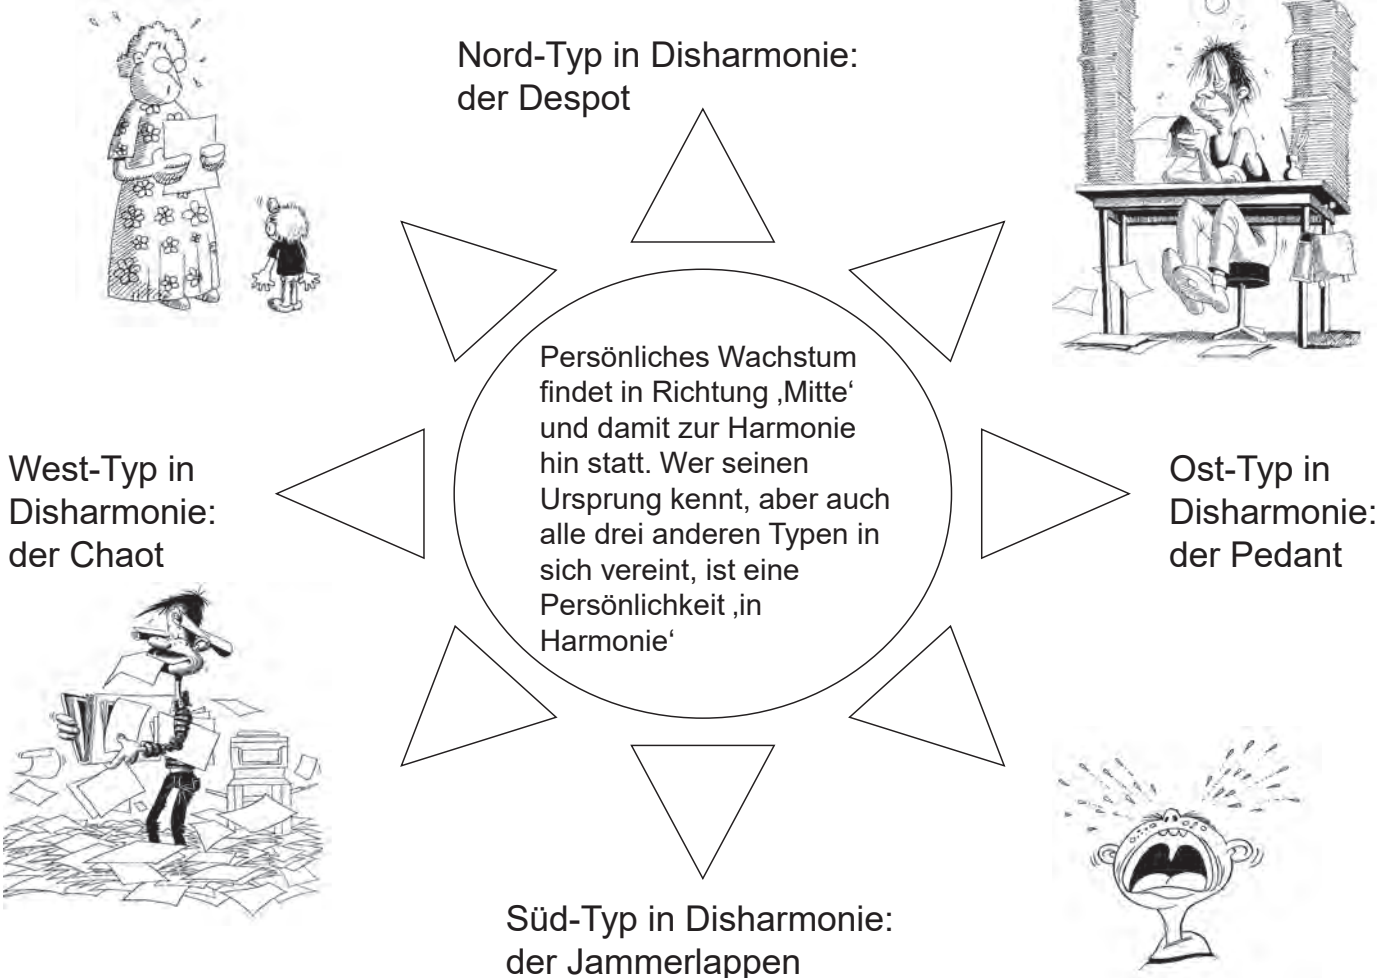 Nord-Typ in Disharmonie:
der Despot
Persönliches Wachstum
findet in Richtung ‚Mitte‘
und damit zur Harmonie
hin statt. Wer seinen
Ursprung kennt, aber auch
alle drei anderen Typen in
sich vereint, ist eine
Persönlichkeit ‚in
Harmonie‘
West-Typ in
Disharmonie:
der Chaot
Ost-Typ in
Disharmonie:
der Pedant
Süd-Typ in Disharmonie:
der Jammerlappen